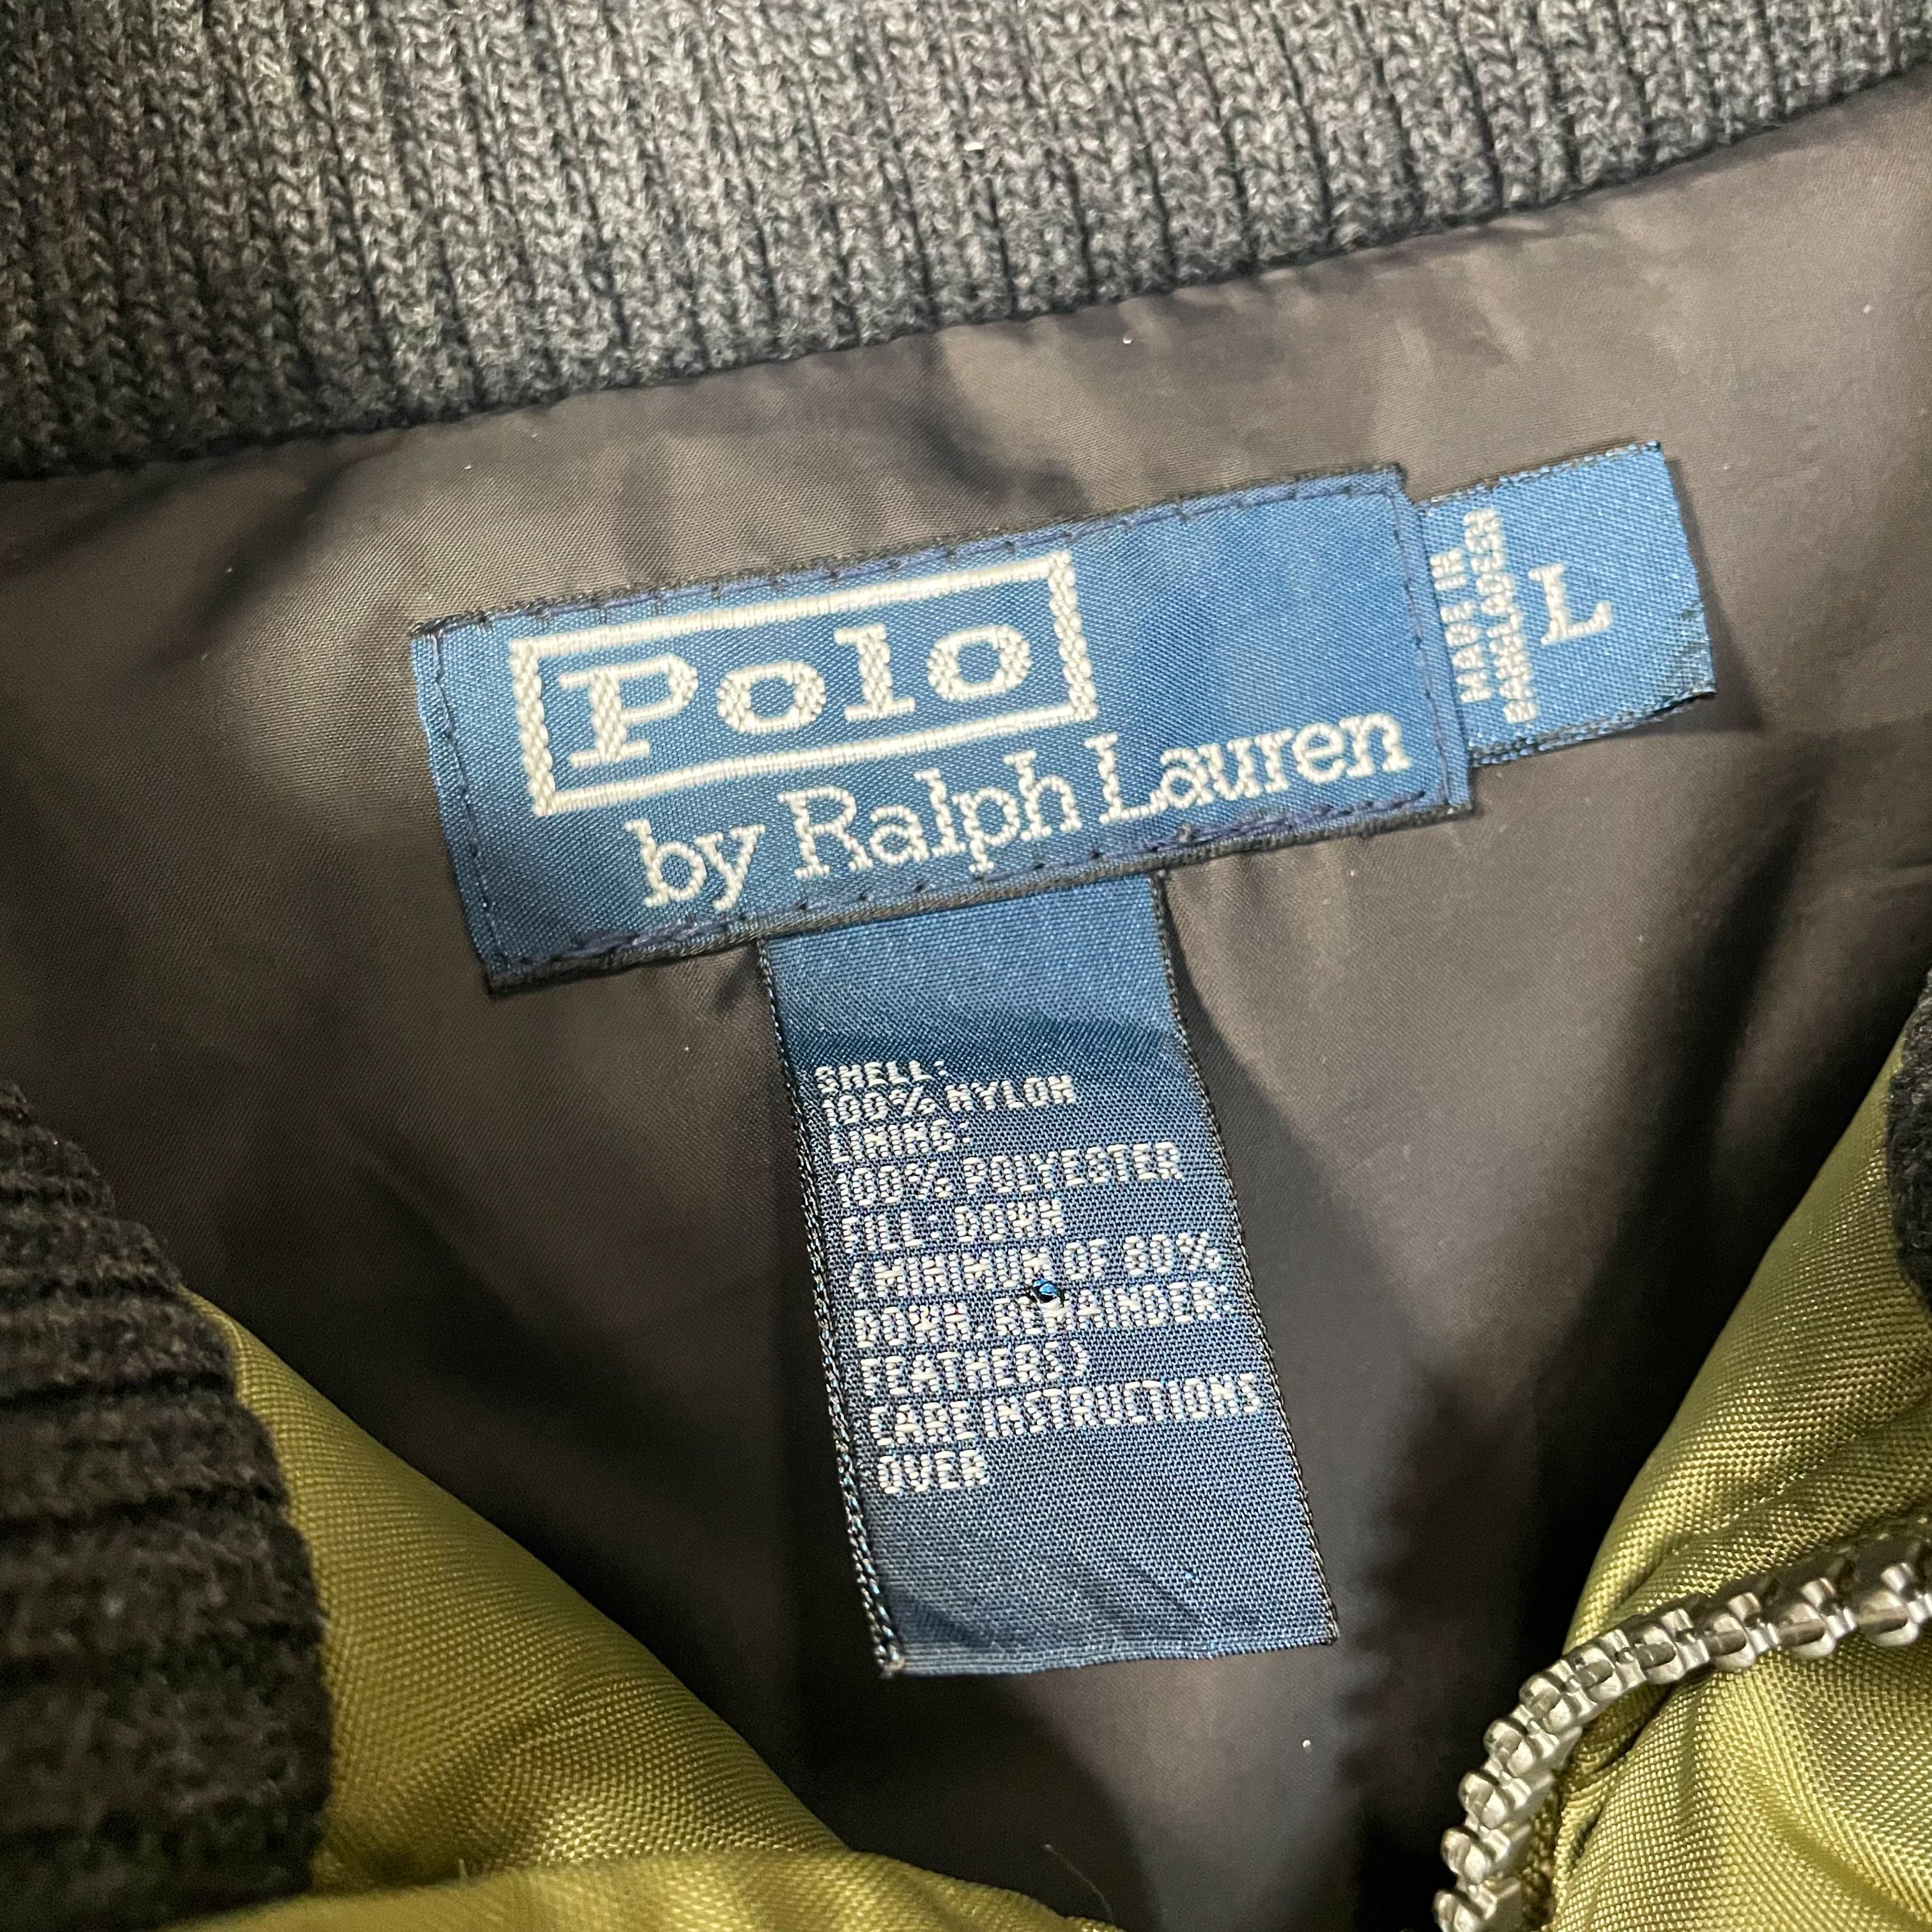 Polo
by Ralph Lauren
MADE IN
BANGLADESH
L
SHELL:
100% NYLON
LINING:
100% POLYESTER
FILL: DOWN
(MINIMUM OF 80%
DOWN, REMAINDER:
FEATHERS)
CARE INSTRUCTIONS
OVER